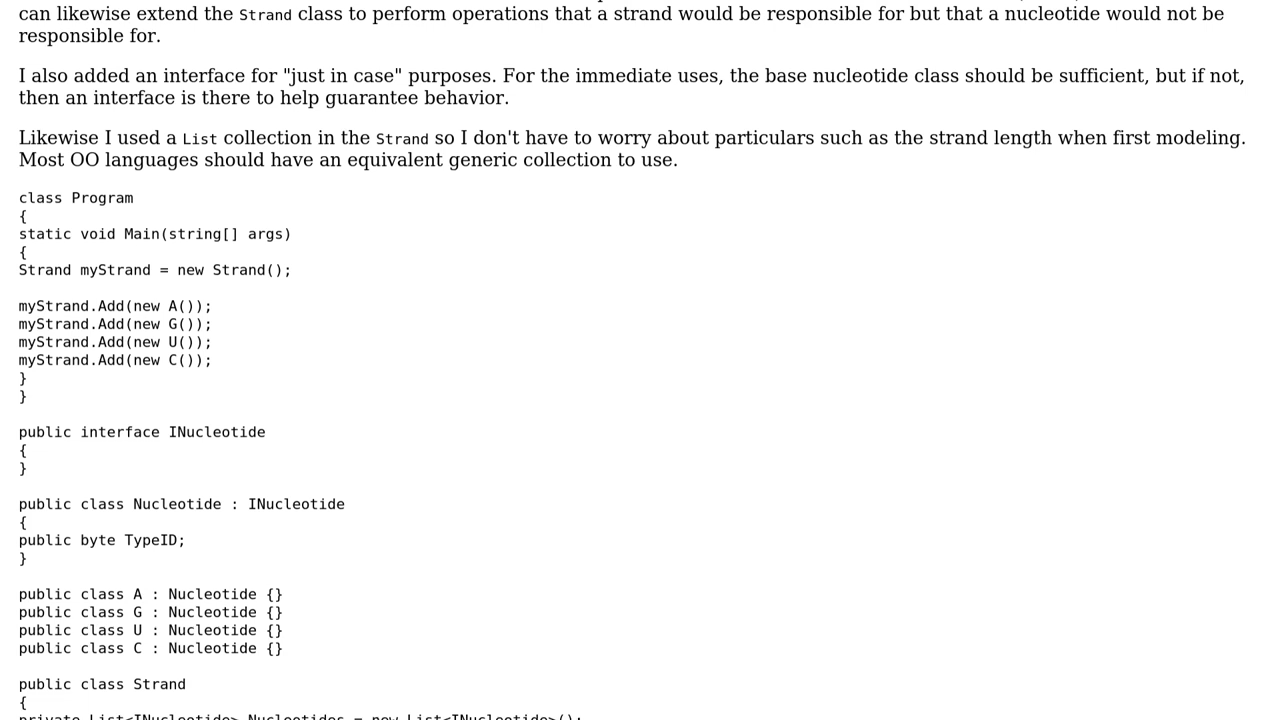 can likewise extend the Strand class to perform operations that a strand would be responsible for but that a nucleotide would not be
responsible for.
I also added an interface for "just in case" purposes. For the immediate uses, the base nucleotide class should be sufficient, but if not,
then an interface is there to help guarantee behavior.
Likewise I used a List collection in the Strand so I don't have to worry about particulars such as the strand length when first modeling.
Most OO languages should have an equivalent generic collection to use.
class Program
{
static void Main(string[] args)
{
Strand myStrand = new Strand();
myStrand.Add(new A());
myStrand.Add(new G());
myStrand.Add(new U());
myStrand.Add(new C());
}
}
public interface INucleotide
{
}
public class Nucleotide : INucleotide
{
public byte TypeID;
}
public class A : Nucleotide {}
public class G : Nucleotide {}
public class U : Nucleotide {}
public class C : Nucleotide {}
public class Strand
{
private List<INucleotide> Nucleotides = new List<INucleotide>();